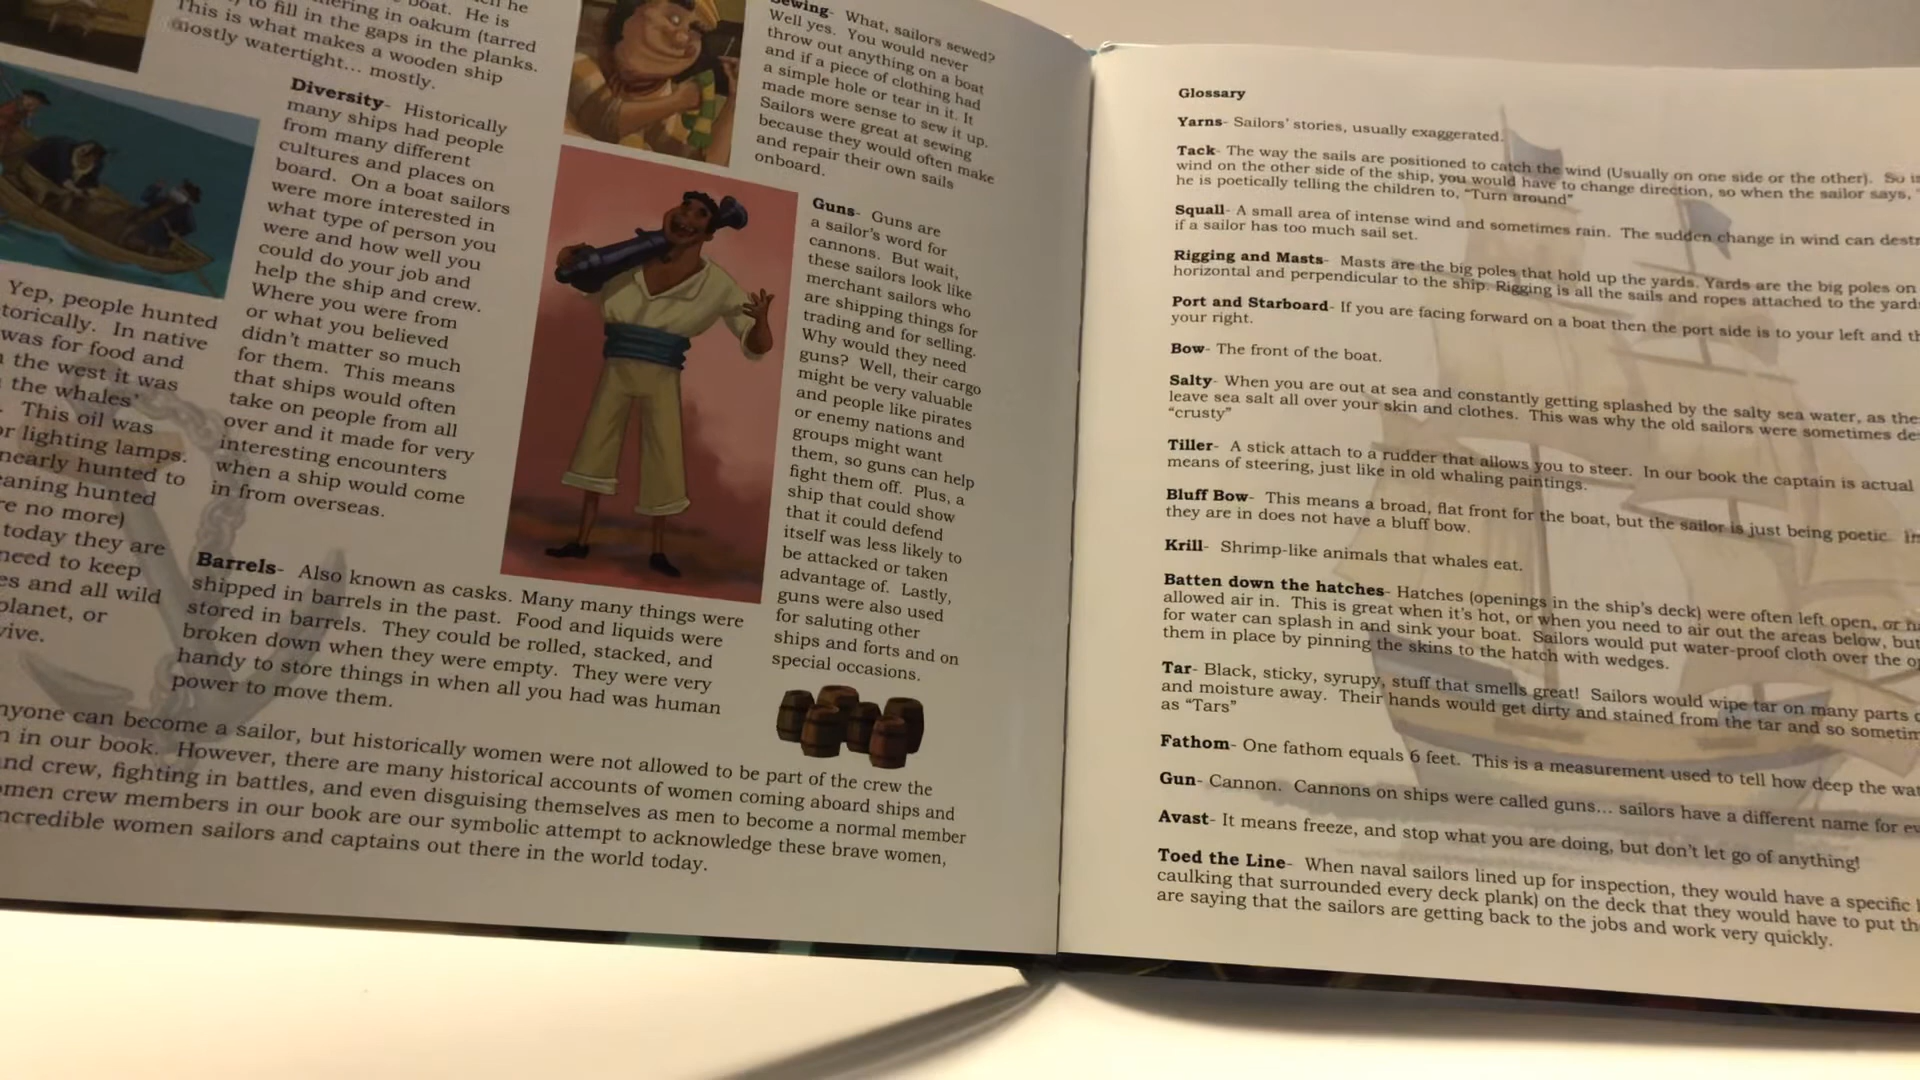 to fill in the gaps in the planks.
This is what makes a wooden ship
mostly watertight... mostly.
Diversity- Historically
many ships had people
from many different
cultures and places on
board. On a boat sailors
were more interested in
what type of person you
were and how well you
could do your job and
help the ship and crew.
Where you were from
or what you believed
didn't matter so much
for them. This means
that ships would often
take on people from all
over and it made for very
interesting encounters
when a ship would come
in from overseas.
Yep, people hunted
torically. In native
was for food and
the west it was
the whales'
. This oil was
or lighting lamps.
nearly hunted to
eaning hunted
re no more)
today they are
need to keep
es and all wild
planet, or
vive.
Barrels- Also known as casks. Many many things were
shipped in barrels in the past. Food and liquids were
stored in barrels. They could be rolled, stacked, and
broken down when they were empty. They were very
handy to store things in when all you had was human
power to move them.
Sewing- What, sailors sewed?
Well yes. You would never
throw out anything on a boat
and if a piece of clothing had
a simple hole or tear in it. It
made more sense to sew it up.
Sailors were great at sewing
because they would often make
and repair their own sails
onboard.
Guns- Guns are
a sailor's word for
cannons. But wait,
these sailors look like
merchant sailors who
are shipping things for
trading and for selling.
Why would they need
guns? Well, their cargo
might be very valuable
and people like pirates
or enemy nations and
groups might want
them, so guns can help
fight them off. Plus, a
ship that could show
that it could defend
itself was less likely to
be attacked or taken
advantage of. Lastly,
guns were also used
for saluting other
ships and forts and on
special occasions.
nyone can become a sailor, but historically women were not allowed to be part of the crew the
n in our book. However, there are many historical accounts of women coming aboard ships and
nd crew, fighting in battles, and even disguising themselves as men to become a normal member
omen crew members in our book are our symbolic attempt to acknowledge these brave women,
ncredible women sailors and captains out there in the world today.
Glossary
Yarns- Sailors' stories, usually exaggerated.
Tack- The way the sails are positioned to catch the wind (Usually on one side or the other). So i
wind on the other side of the ship, you would have to change direction, so when the sailor says, "
he is poetically telling the children to, "Turn around"
Squall- A small area of intense wind and sometimes rain. The sudden change in wind can destr
if a sailor has too much sail set.
Rigging and Masts- Masts are the big poles that hold up the yards. Yards are the big poles on
horizontal and perpendicular to the ship. Rigging is all the sails and ropes attached to the yard
Port and Starboard- If you are facing forward on a boat then the port side is to your left and th
your right.
Bow- The front of the boat.
Salty- When you are out at sea and constantly getting splashed by the salty sea water, as the
leave sea salt all over your skin and clothes. This was why the old sailors were sometimes de
"crusty"
Tiller- A stick attach to a rudder that allows you to steer. In our book the captain is actual
means of steering, just like in old whaling paintings.
Bluff Bow- This means a broad, flat front for the boat, but the sailor is just being poetic. In
they are in does not have a bluff bow.
Krill- Shrimp-like animals that whales eat.
Batten down the hatches- Hatches (openings in the ship's deck) were often left open, or ha
allowed air in. This is great when it's hot, or when you need to air out the areas below, but
for water can splash in and sink your boat. Sailors would put water-proof cloth over the o
them in place by pinning the skins to the hatch with wedges.
Tar- Black, sticky, syrupy, stuff that smells great! Sailors would wipe tar on many parts o
and moisture away. Their hands would get dirty and stained from the tar and so sometim
as "Tars"
Fathom- One fathom equals 6 feet. This is a measurement used to tell how deep the wa
Gun- Cannon. Cannons on ships were called guns... sailors have a different name for ev
Avast- It means freeze, and stop what you are doing, but don't let go of anything!
Toed the Line- When naval sailors lined up for inspection, they would have a specific l
caulking that surrounded every deck plank) on the deck that they would have to put th
are saying that the sailors are getting back to the jobs and work very quickly.